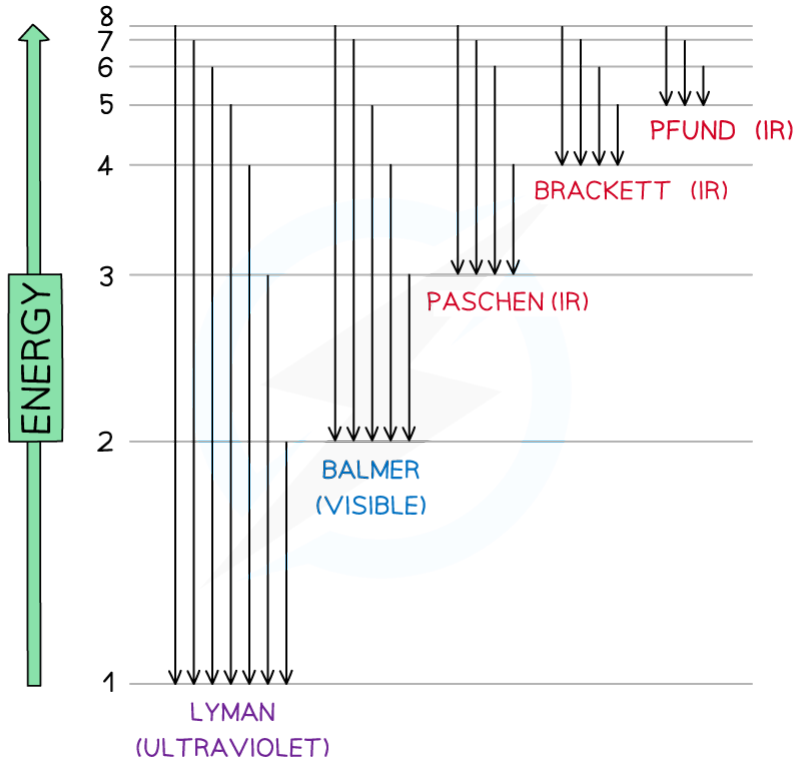 8
7
6
5
PFUND (IR)
4
BRACKETT (IR)
3
PASCHEN (IR)
ENERGY
2
BALMER
(VISIBLE)
1
LYMAN
(ULTRAVIOLET)